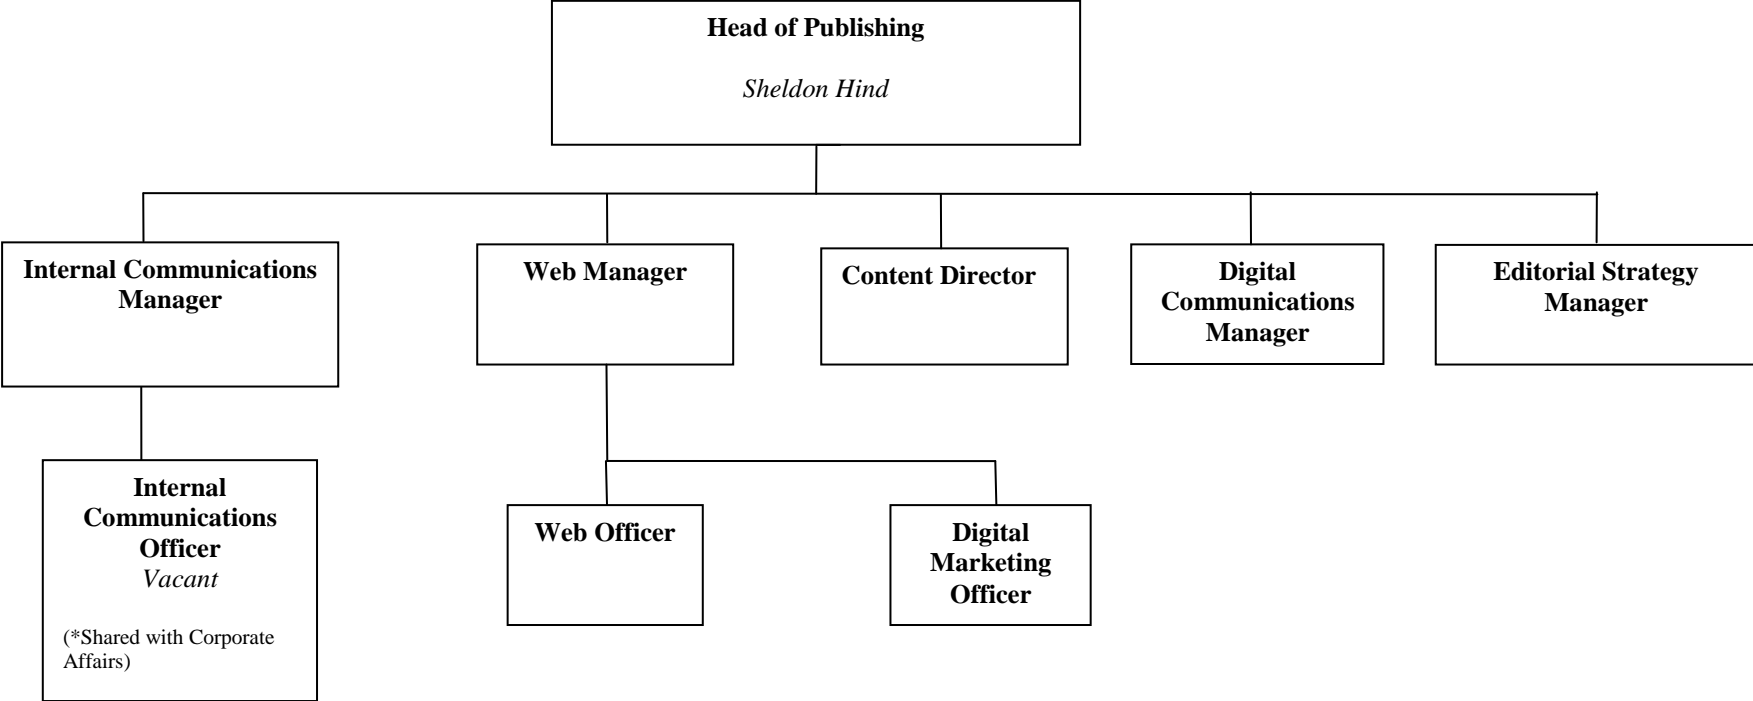 Head of Publishing
Sheldon Hind
Internal Communications
Manager
Web Manager
Content Director
Digital
Communications
Manager
Editorial Strategy
Manager
Internal
Communications
Officer
Vacant
(*Shared with Corporate
Affairs)
Web Officer
Digital
Marketing
Officer